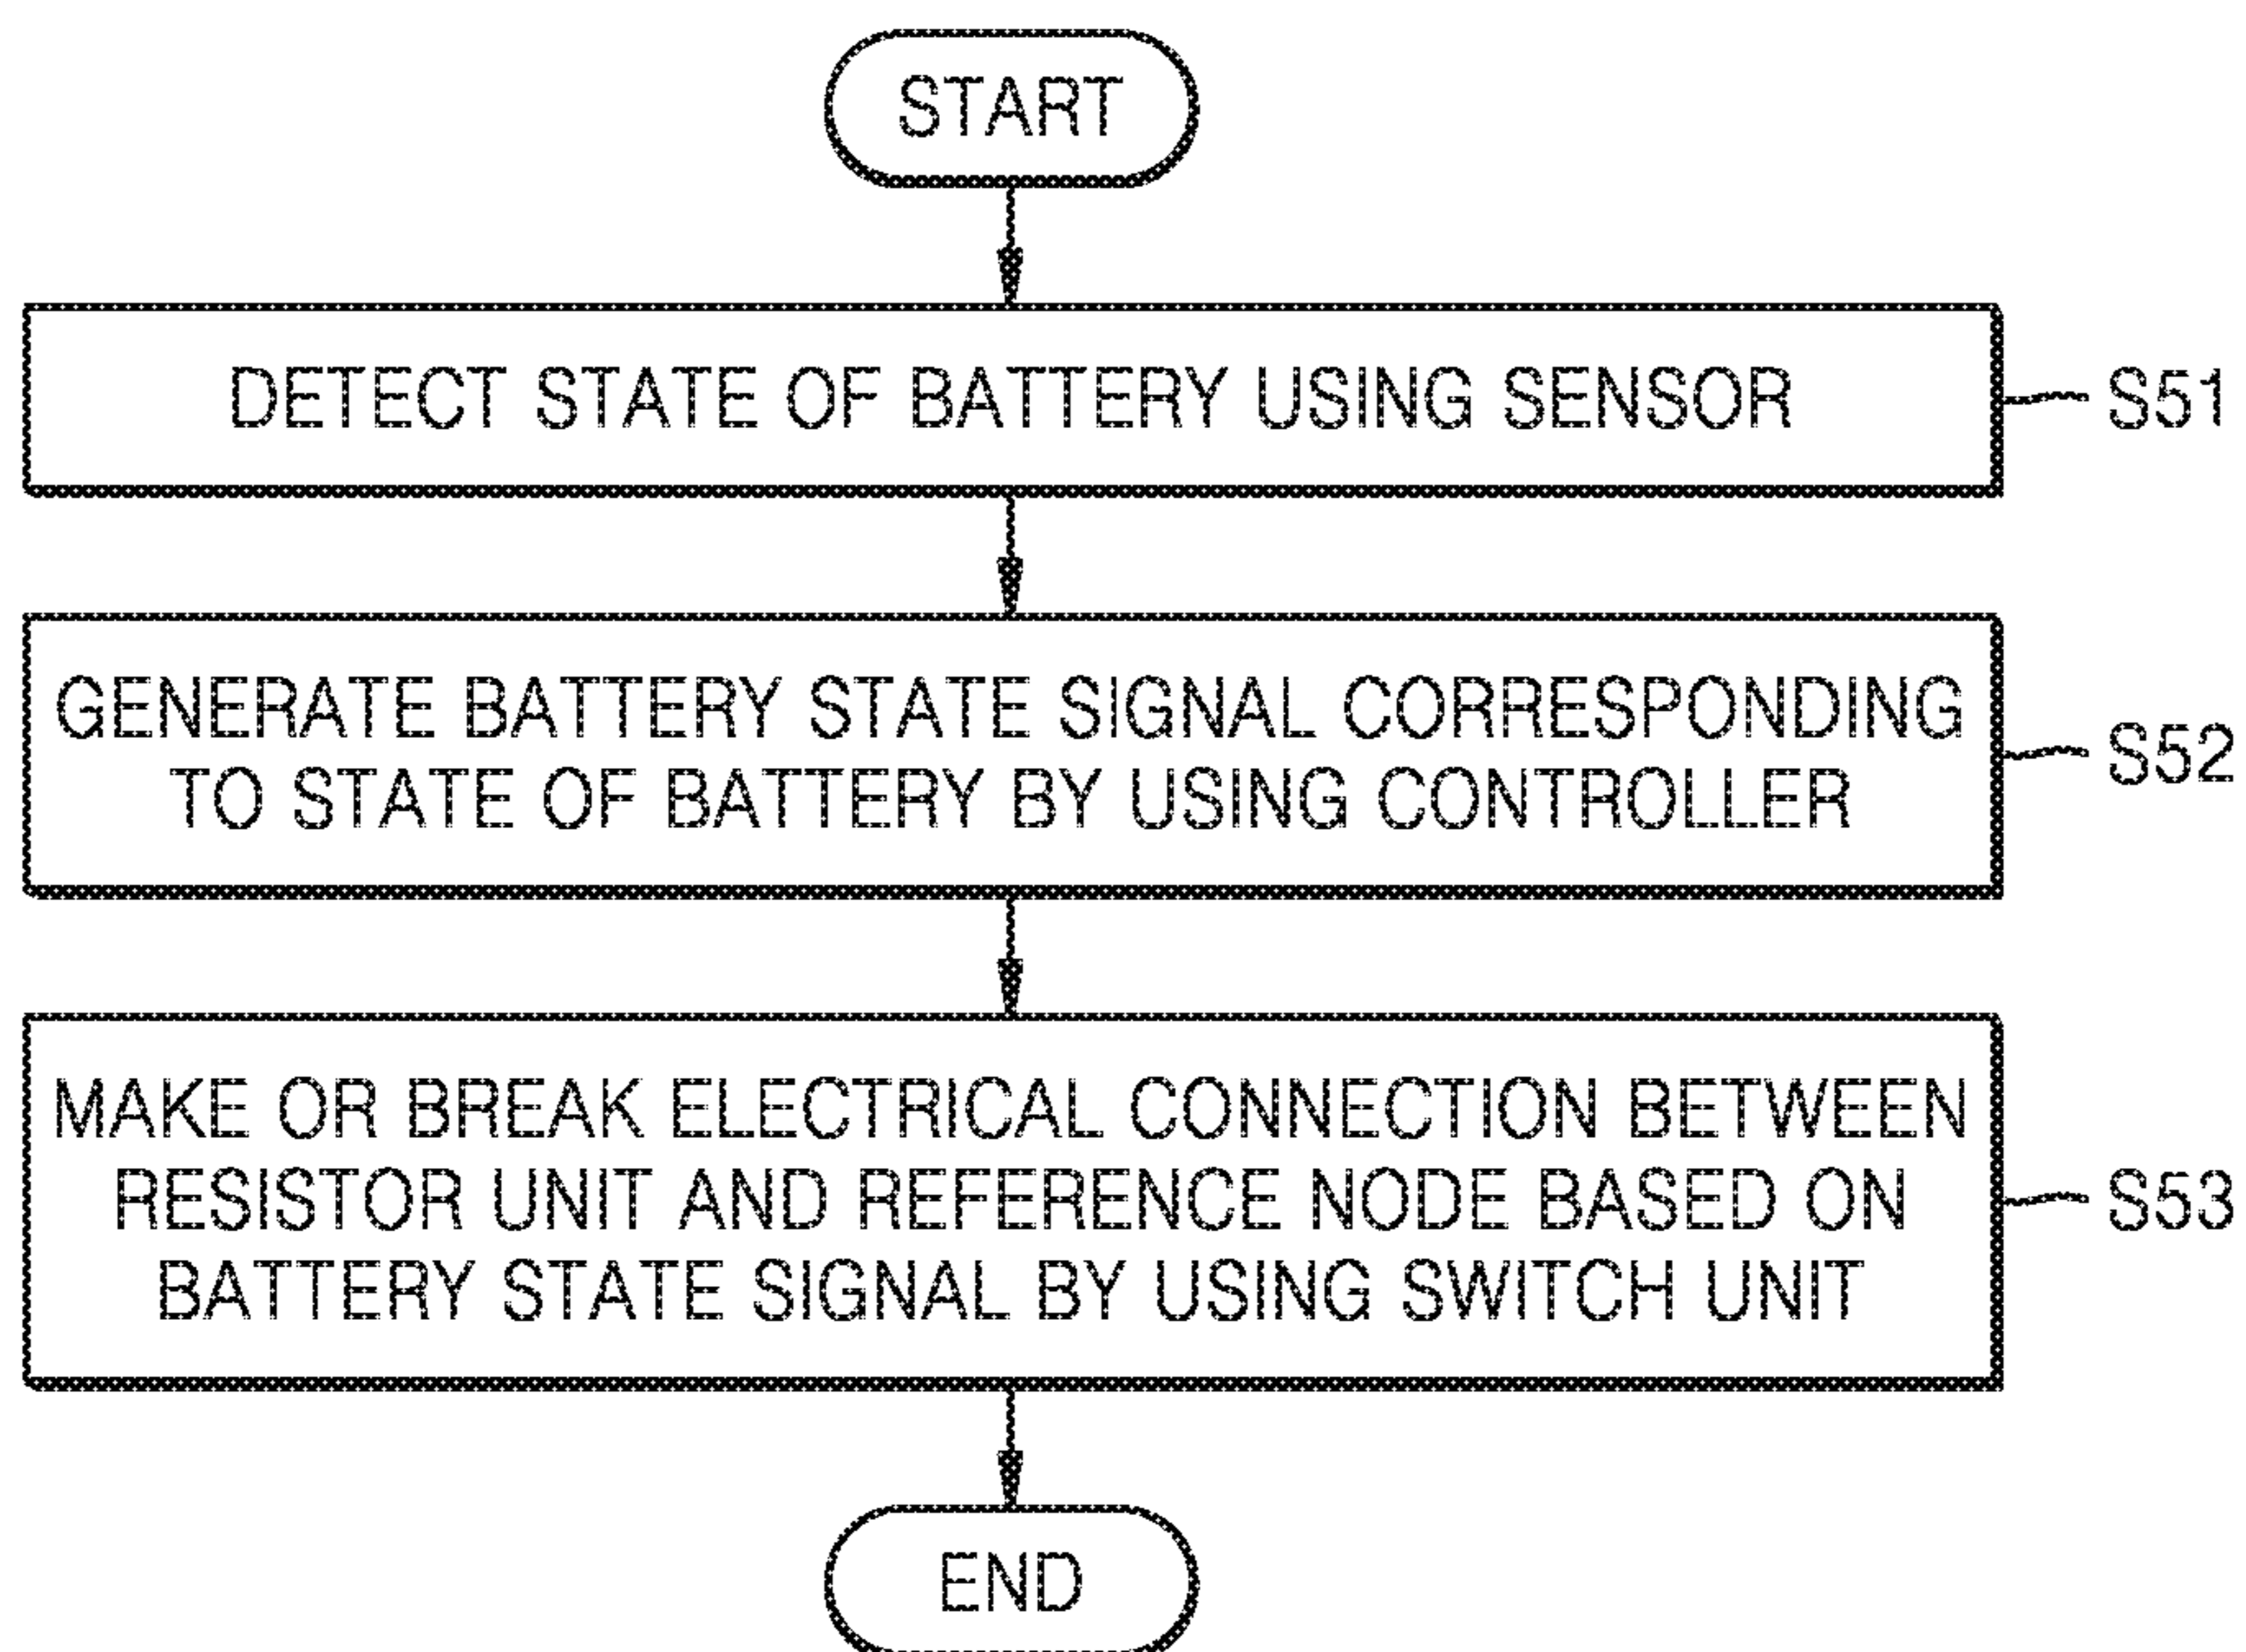 START
DETECT STATE OF BATTERY USING SENSOR
S51
GENERATE BATTERY STATE SIGNAL CORRESPONDING
TO STATE OF BATTERY BY USING CONTROLLER
S52
MAKE OR BREAK ELECTRICAL CONNECTION BETWEEN
RESISTOR UNIT AND REFERENCE NODE BASED ON
BATTERY STATE SIGNAL BY USING SWITCH UNIT
S53
END